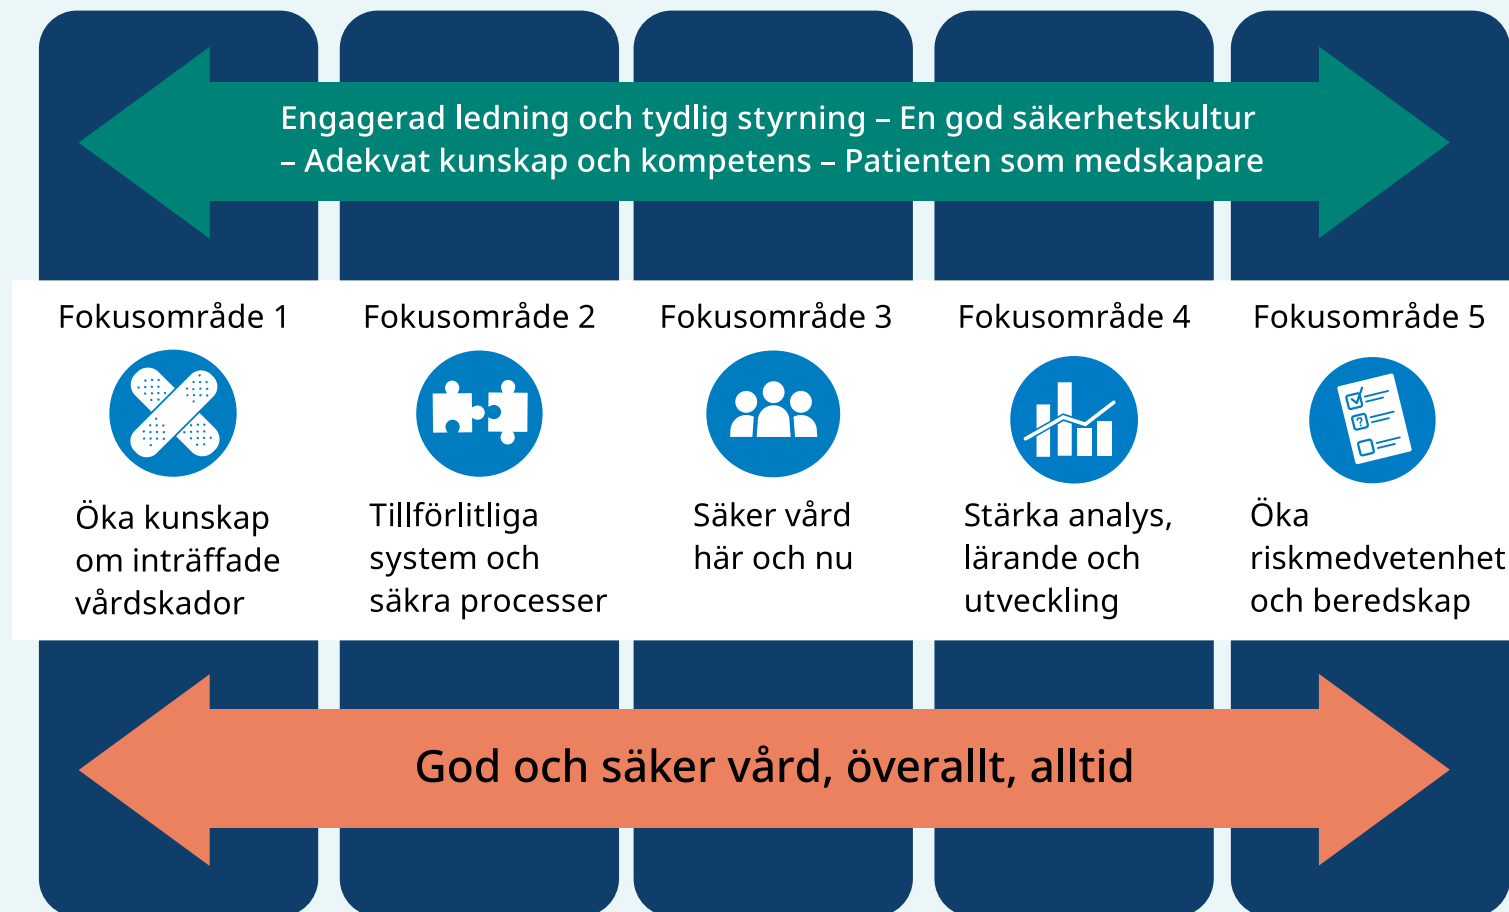 Engagerad ledning och tydlig styrning – En god säkerhetskultur
– Adekvat kunskap och kompetens – Patienten som medskapare
Fokusområde 1
Öka kunskap
om inträffade
vårdskador
Fokusområde 2
Tillförlitliga
system och
säkra processer
Fokusområde 3
Säker vård
här och nu
Fokusområde 4
Stärka analys,
lärande och
utveckling
Fokusområde 5
?
Öka
riskmedvetenhet
och beredskap
God och säker vård, överallt, alltid